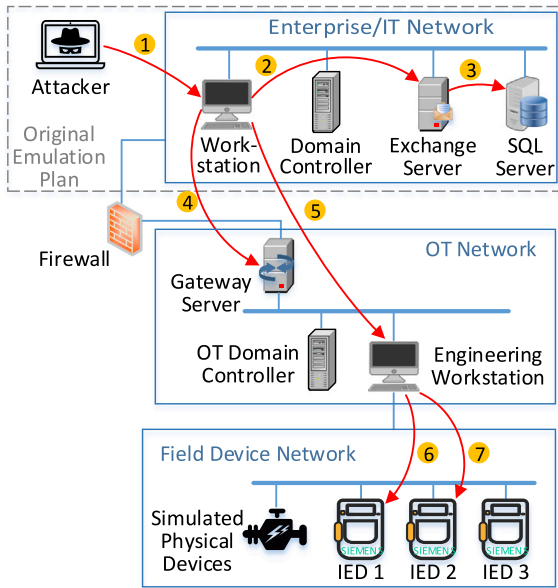 Enterprise/IT Network
1
2
3
Attacker
Work-
station
Domain
Controller
Exchange
Server
SQL
Server
Original
Emulation
Plan
4
5
Firewall
OT Network
Gateway
Server
OT Domain
Controller
Engineering
Workstation
Field Device Network
6
7
Simulated
Physical
Devices
SIEMENS
SIEMENS
SIEMENS
IED 1
IED 2
IED 3